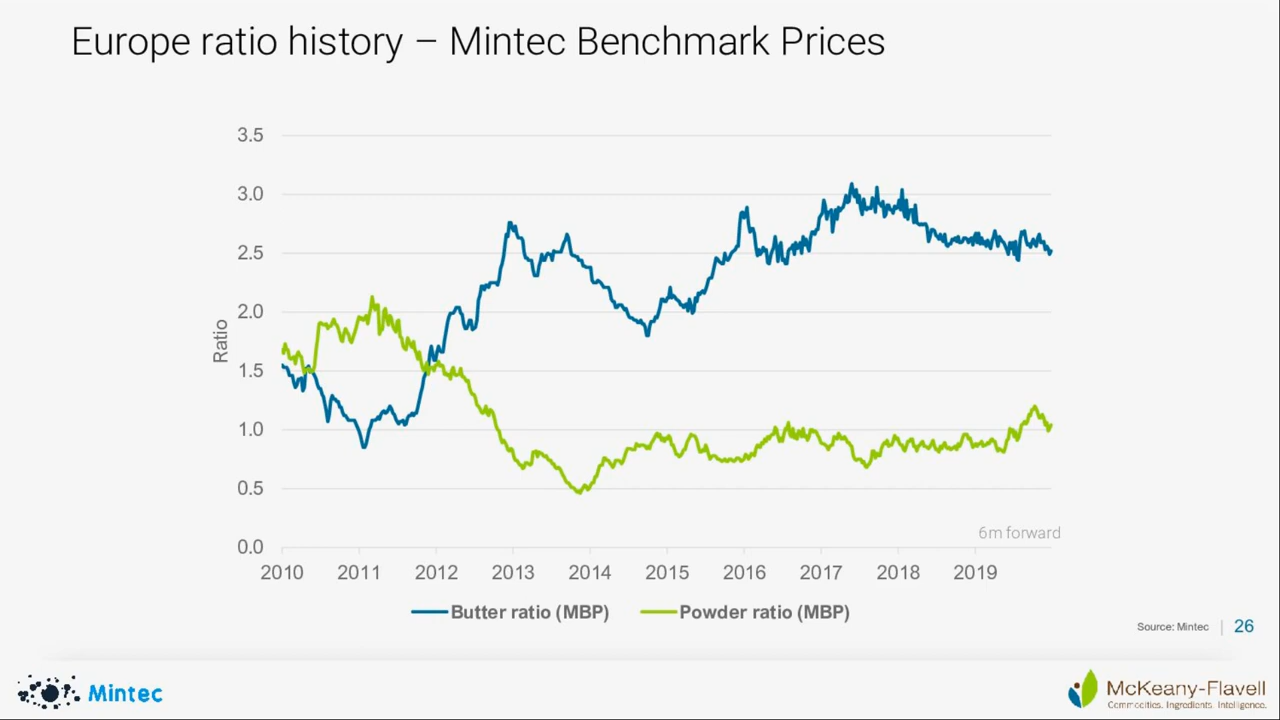 Europe ratio history – Mintec Benchmark Prices
3.5
3.0
2.5
2.0
1.5
1.0
0.5
0.0
Ratio
6m forward
2010 2011 2012 2013 2014 2015 2016 2017 2018 2019
Butter ratio (MBP) Powder ratio (MBP)
Source: Mintec | 26
Mintec
McKeany-Flavell
Commodities. Ingredients. Intelligence.